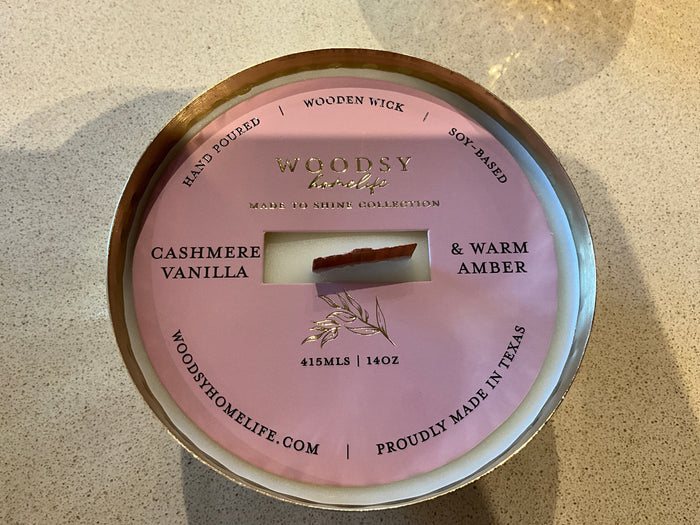 HAND POURED | WOODEN WICK | SOY-BASED
WOODSY
homelife
MADE TO SHINE COLLECTION
CASHMERE
VANILLA
& WARM
AMBER
415MLS | 14OZ
WOODSYHOMELIFE.COM | PROUDLY MADE IN TEXAS